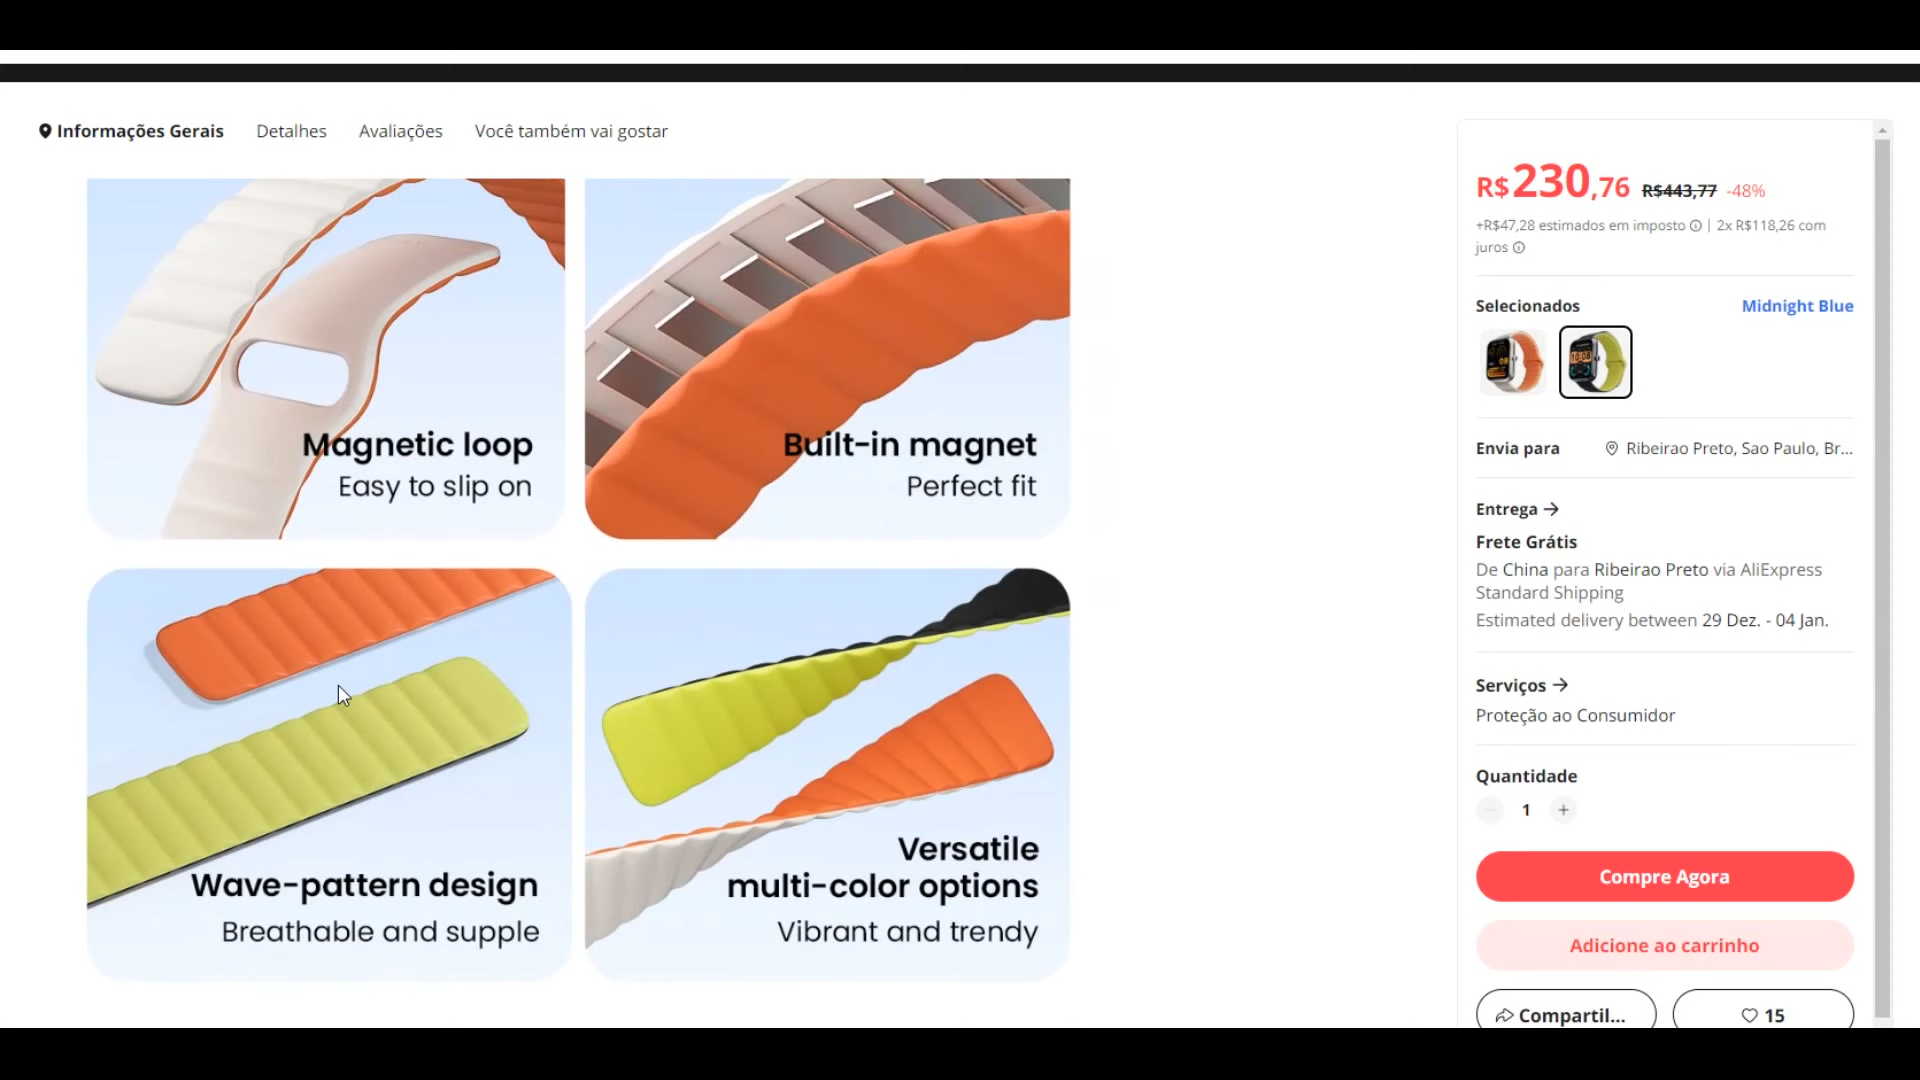 Informações Gerais Detalhes Avaliações Você também vai gostar
Magnetic loop
Easy to slip on
Built-in magnet
Perfect fit
Wave-pattern design
Breathable and supple
Versatile
multi-color options
Vibrant and trendy
R$230,76 R$443,77 -48%
+R$47,28 estimados em imposto | 2x R$118,26 com
juros
Selecionados Midnight Blue
Envia para Ribeirao Preto, Sao Paulo, Br...
Entrega
Frete Grátis
De China para Ribeirao Preto via AliExpress
Standard Shipping
Estimated delivery between 29 Dez. - 04 Jan.
Serviços
Proteção ao Consumidor
Quantidade
1
Compre Agora
Adicione ao carrinho
Compartil... 15